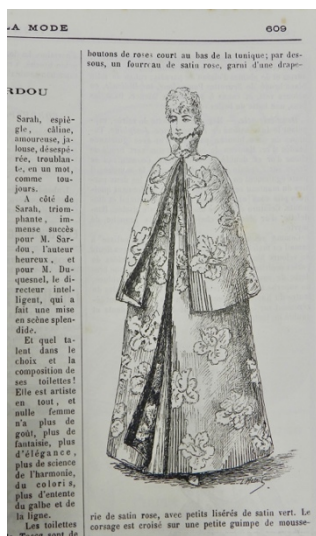 LA MODE
609
RDOU
Sarah, espiè-
gle, câline,
amoureuse, ja-
louse, désespé-
rée, troublan-
te, en un mot,
comme tou-
jours.
A côté de
Sarah, triom-
phante, im-
mense succès
pour M. Sar-
dou, l'auteur
heureux, et
pour M. Du-
quesnel, le di-
recteur intel-
ligent, qui a
fait une mise
en scène splen-
dide.
Et quel ta-
lent dans le
choix et la
composition de
ses toilettes!
Elle est artiste
en tout, et
nulle femme
n'a plus de
goût, plus de
fantaisie, plus
d'élégance,
plus de science
de l'harmonie,
du coloris,
plus d'entente
du galbe et de
la ligne.
Les toilettes
Tosca sont de
boutons de roses court au bas de la tunique; par des-
sous, un fourreau de satin rose, garni d'une drape-
rie de satin rose, avec petits lisérés de satin vert. Le
corsage est croisé sur une petite guimpe de mousse-